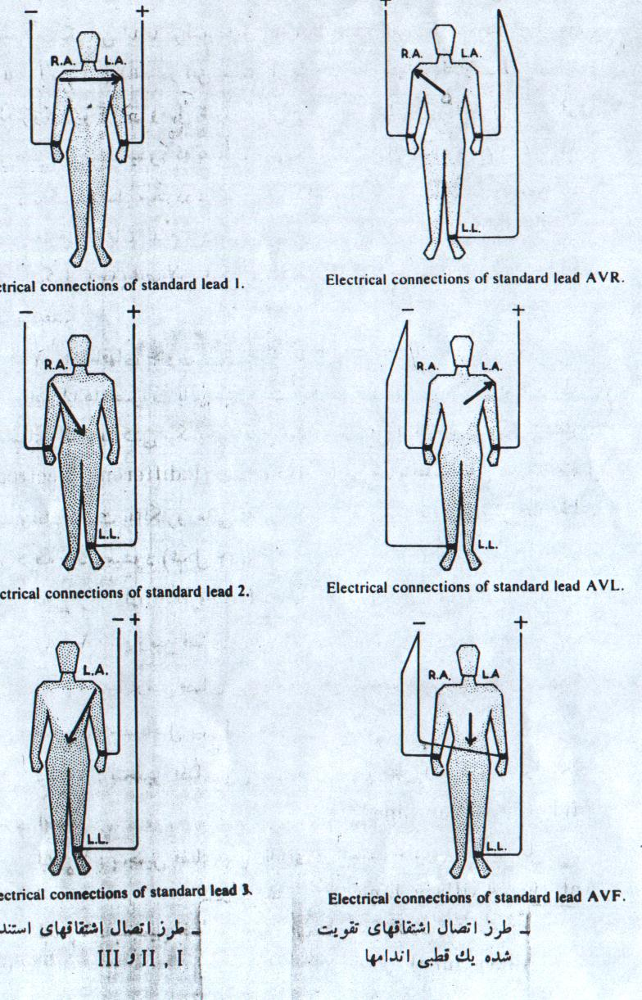 − +
R.A. L.A.
ctrical connections of standard lead 1.
− +
R.A.
L.L.
ctrical connections of standard lead 2.
− +
L.A.
L.L.
lectrical connections of standard lead 3.
ـ طرز اتصال اشتقاقهای استند
I , II و III
+
R.A. L.A.
L.L.
Electrical connections of standard lead AVR.
− +
R.A. L.A.
L.L.
Electrical connections of standard lead AVL.
− +
R.A. LA
L.L.
Electrical connections of standard lead AVF.
ـ طرز اتصال اشتقاقهای تقویت
شده یك قطبی اندامها